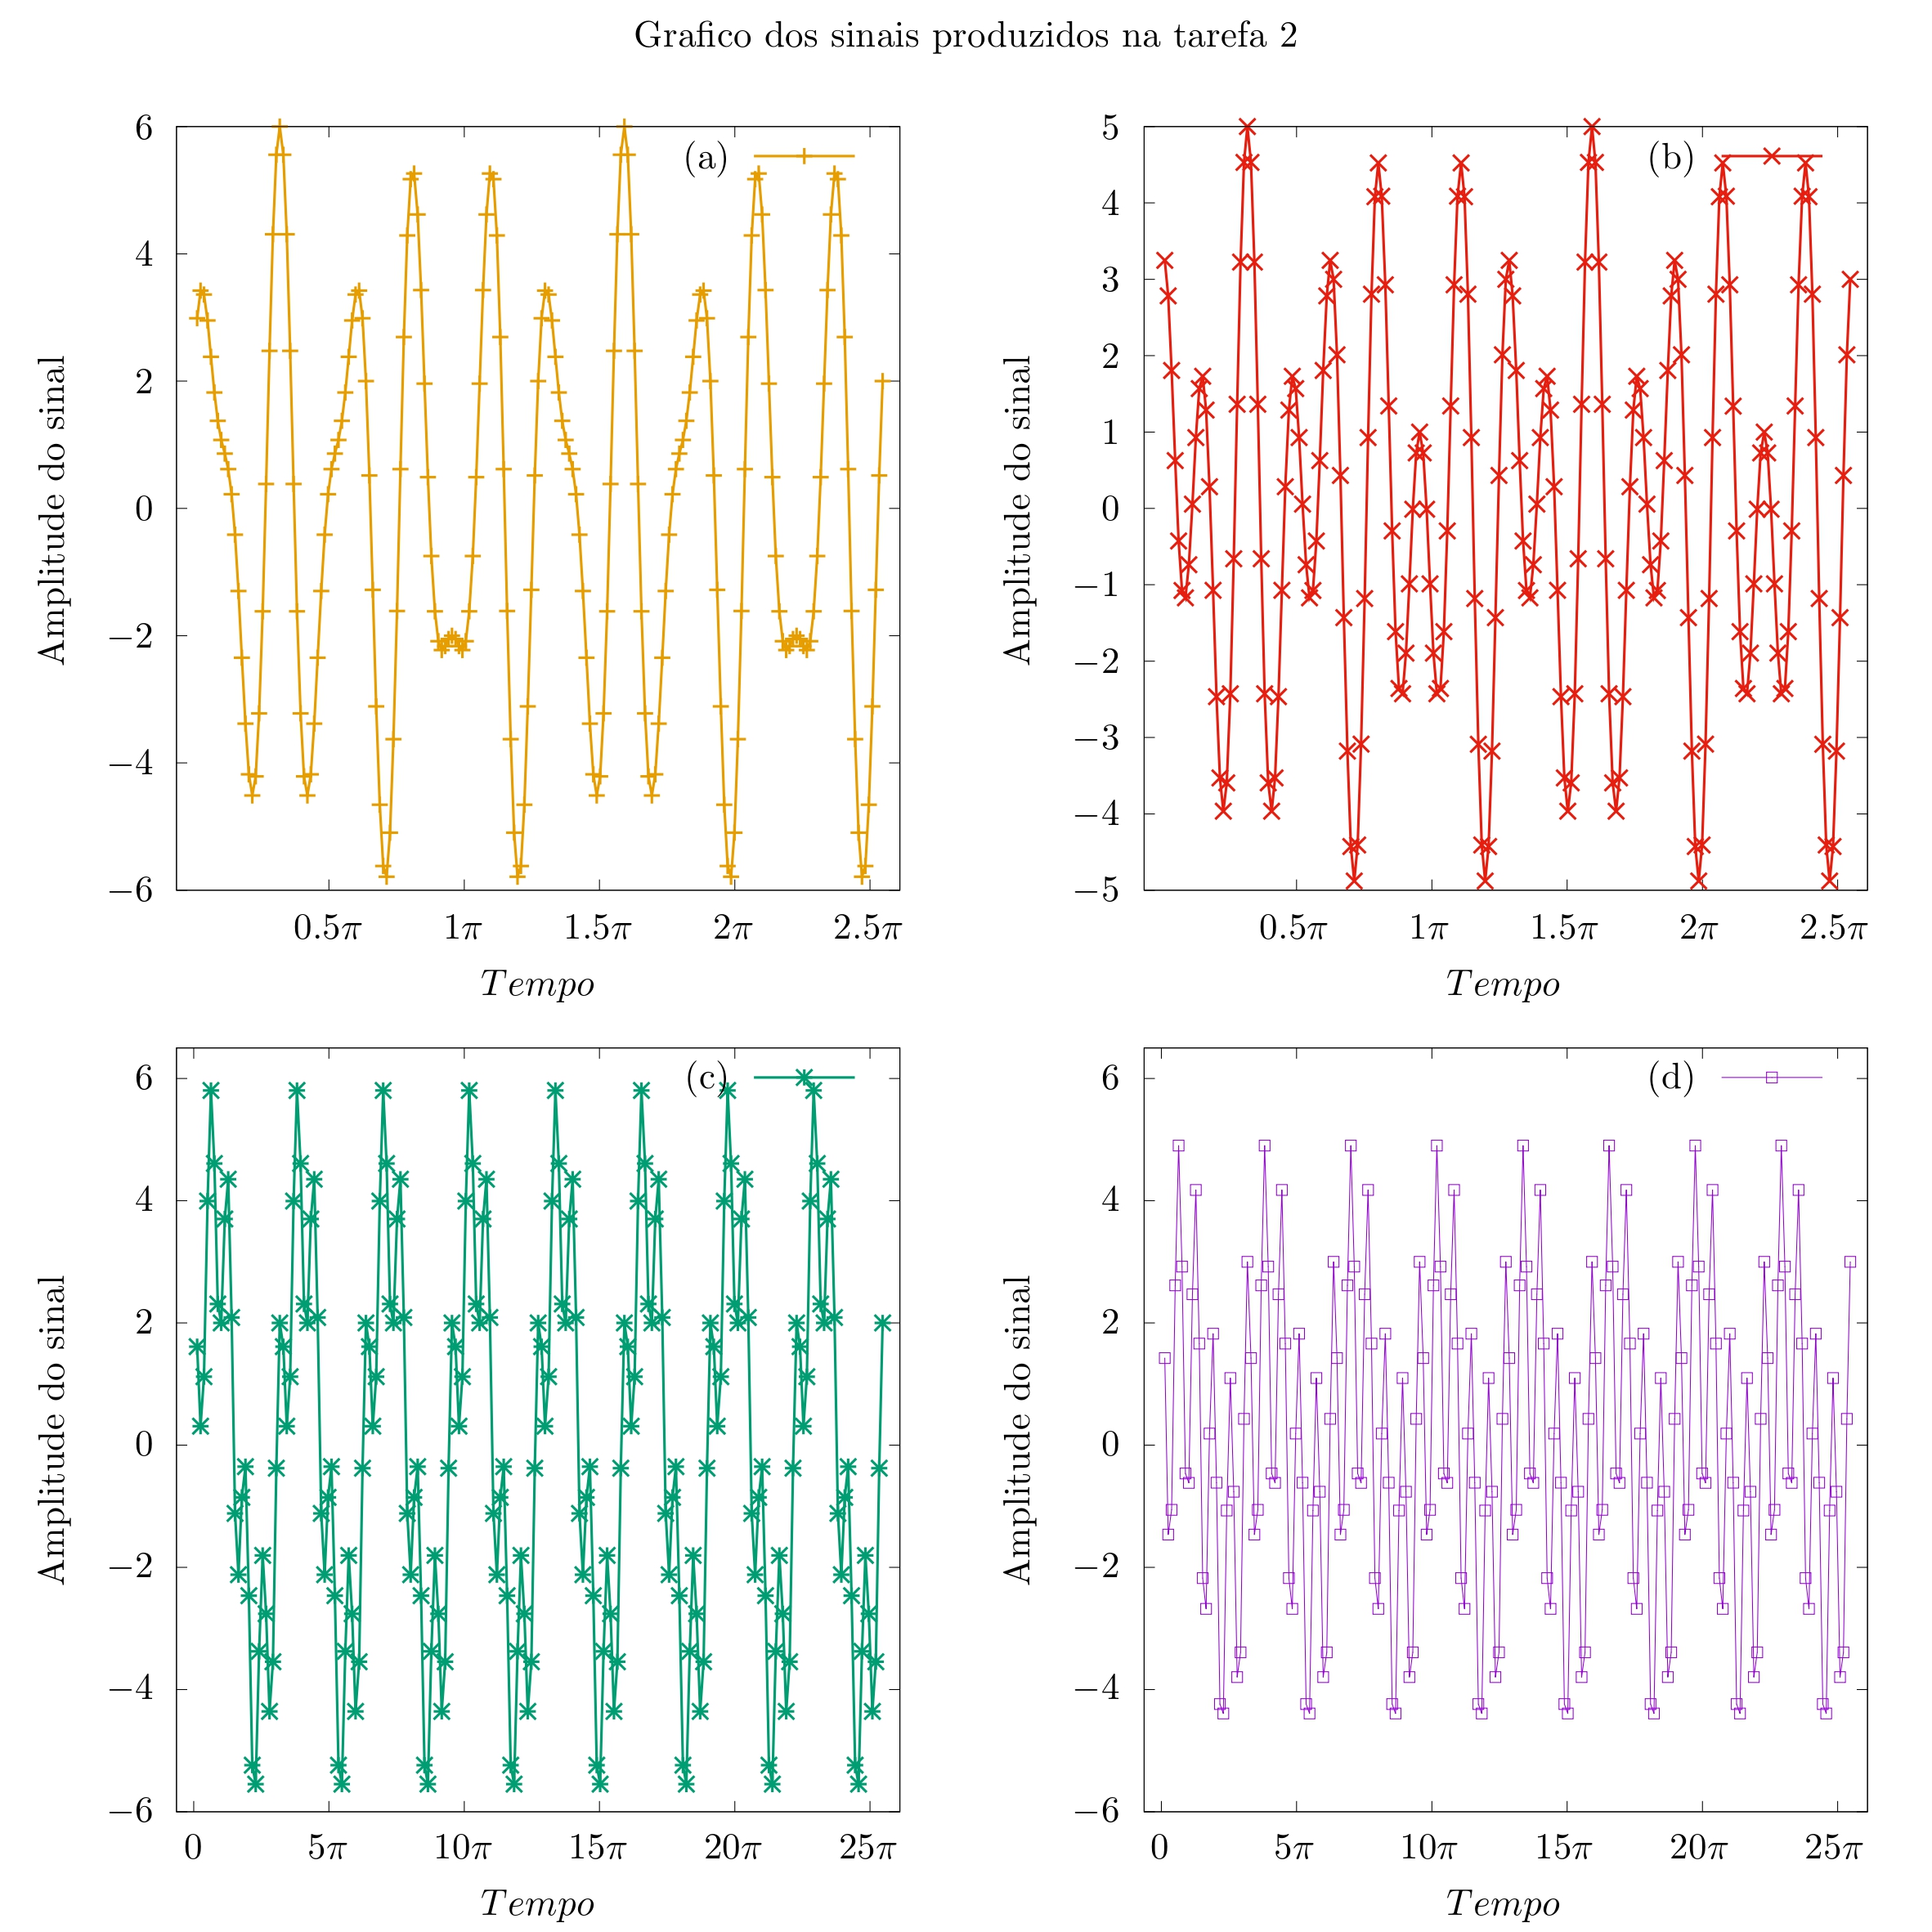 Grafico dos sinais produzidos na tarefa 2
(a)
Amplitude do sinal
6
4
2
0
−2
−4
−6
0.5π 1π 1.5π 2π 2.5π
Tempo
(b)
Amplitude do sinal
5
4
3
2
1
0
−1
−2
−3
−4
−5
0.5π 1π 1.5π 2π 2.5π
Tempo
(c)
Amplitude do sinal
6
4
2
0
−2
−4
−6
0 5π 10π 15π 20π 25π
Tempo
(d)
Amplitude do sinal
6
4
2
0
−2
−4
−6
0 5π 10π 15π 20π 25π
Tempo